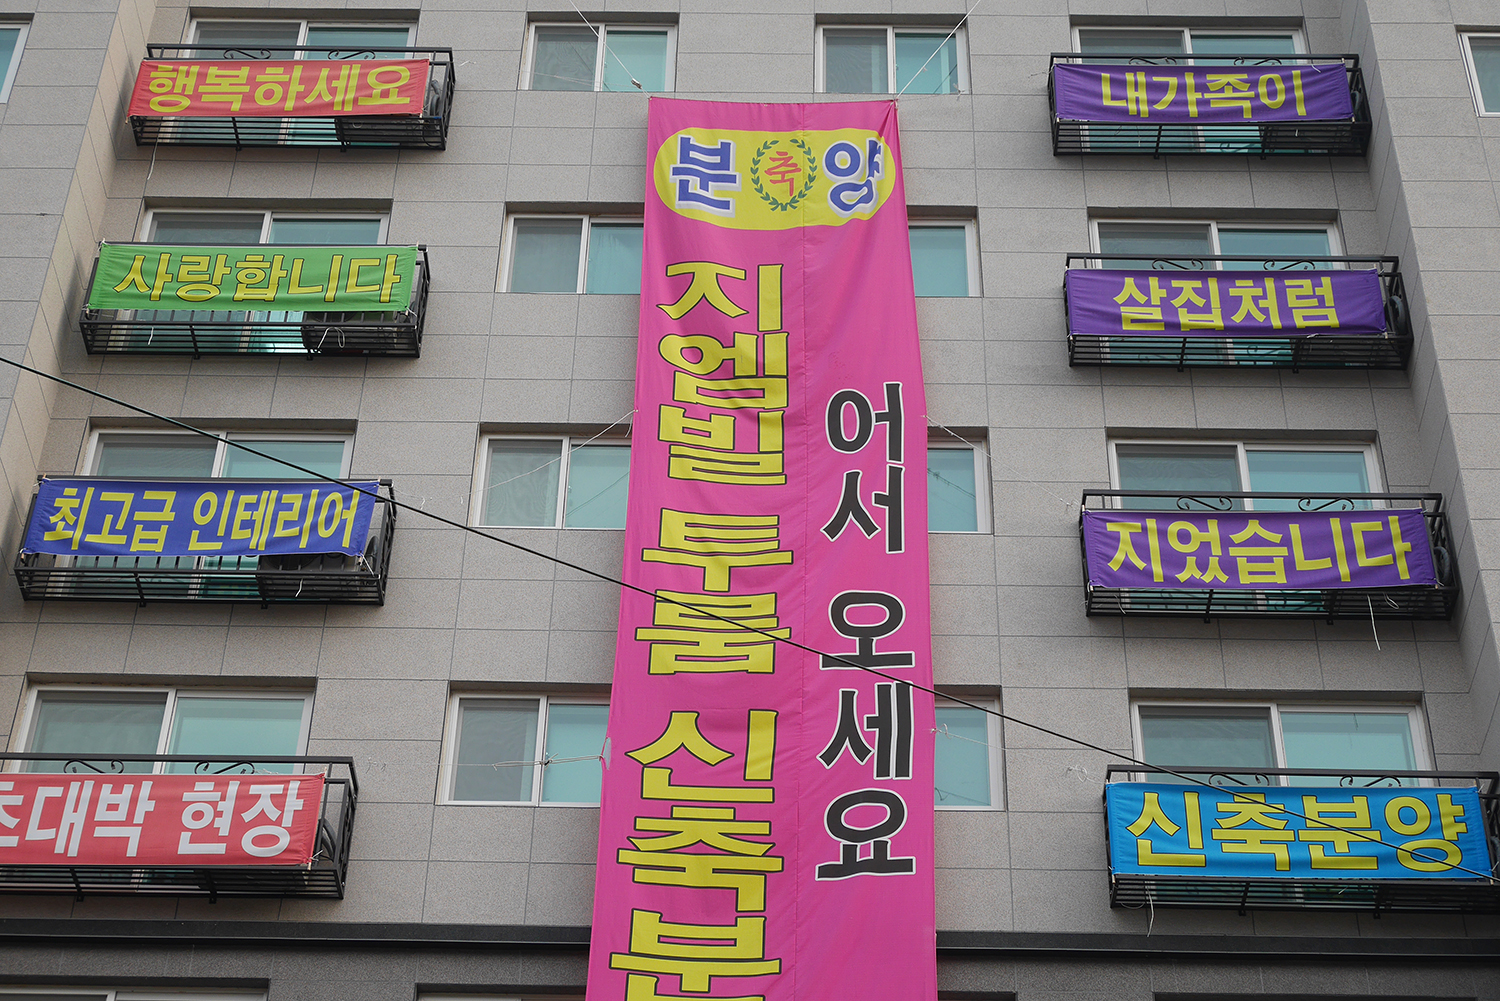 행복하세요
사랑합니다
최고급 인테리어
대박 현장
분 축 양
지엠빌 투룸 신축분
어서 오세요
내가족이
살집처럼
지었습니다
신축분양